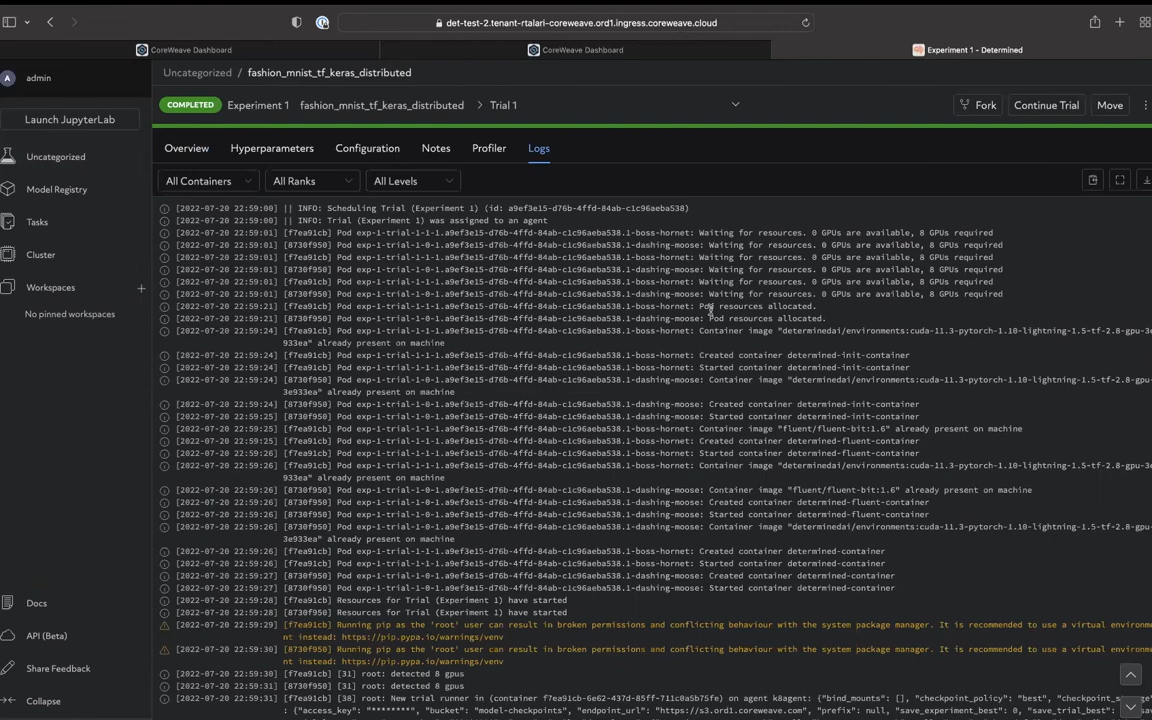 det-test-2.tenant-rtalari-coreweave.ord1.ingress.coreweave.cloud
CoreWeave Dashboard
CoreWeave Dashboard
Experiment 1 - Determined
A
admin
Launch JupyterLab
Uncategorized
Model Registry
Tasks
Cluster
Workspaces
No pinned workspaces
Docs
API (Beta)
Share Feedback
Collapse
Uncategorized / fashion_mnist_tf_keras_distributed
COMPLETED Experiment 1 fashion_mnist_tf_keras_distributed > Trial 1
Fork
Continue Trial
Move
Overview Hyperparameters Configuration Notes Profiler Logs
All Containers All Ranks All Levels
[2022-07-20 22:59:00] || INFO: Scheduling Trial (Experiment 1) (id: a9ef3e15-d76b-4ffd-84ab-c1c96aeba538)
[2022-07-20 22:59:00] || INFO: Trial (Experiment 1) was assigned to an agent
[2022-07-20 22:59:01] [f7ea91cb] Pod exp-1-trial-1-1-1.a9ef3e15-d76b-4ffd-84ab-c1c96aeba538.1-boss-hornet: Waiting for resources. 0 GPUs are available, 8 GPUs required
[2022-07-20 22:59:01] [8730f950] Pod exp-1-trial-1-0-1.a9ef3e15-d76b-4ffd-84ab-c1c96aeba538.1-dashing-moose: Waiting for resources. 0 GPUs are available, 8 GPUs required
[2022-07-20 22:59:01] [f7ea91cb] Pod exp-1-trial-1-1-1.a9ef3e15-d76b-4ffd-84ab-c1c96aeba538.1-boss-hornet: Waiting for resources. 0 GPUs are available, 8 GPUs required
[2022-07-20 22:59:01] [8730f950] Pod exp-1-trial-1-0-1.a9ef3e15-d76b-4ffd-84ab-c1c96aeba538.1-dashing-moose: Waiting for resources. 0 GPUs are available, 8 GPUs required
[2022-07-20 22:59:01] [f7ea91cb] Pod exp-1-trial-1-1-1.a9ef3e15-d76b-4ffd-84ab-c1c96aeba538.1-boss-hornet: Waiting for resources. 0 GPUs are available, 8 GPUs required
[2022-07-20 22:59:01] [8730f950] Pod exp-1-trial-1-0-1.a9ef3e15-d76b-4ffd-84ab-c1c96aeba538.1-dashing-moose: Waiting for resources. 0 GPUs are available, 8 GPUs required
[2022-07-20 22:59:21] [f7ea91cb] Pod exp-1-trial-1-1-1.a9ef3e15-d76b-4ffd-84ab-c1c96aeba538.1-boss-hornet: Pod resources allocated.
[2022-07-20 22:59:21] [8730f950] Pod exp-1-trial-1-0-1.a9ef3e15-d76b-4ffd-84ab-c1c96aeba538.1-dashing-moose: Pod resources allocated.
[2022-07-20 22:59:24] [f7ea91cb] Pod exp-1-trial-1-1-1.a9ef3e15-d76b-4ffd-84ab-c1c96aeba538.1-boss-hornet: Container image "determinedai/environments:cuda-11.3-pytorch-1.10-lightning-1.5-tf-2.8-gpu-3e
933ea" already present on machine
[2022-07-20 22:59:24] [f7ea91cb] Pod exp-1-trial-1-1-1.a9ef3e15-d76b-4ffd-84ab-c1c96aeba538.1-boss-hornet: Created container determined-init-container
[2022-07-20 22:59:24] [f7ea91cb] Pod exp-1-trial-1-1-1.a9ef3e15-d76b-4ffd-84ab-c1c96aeba538.1-boss-hornet: Started container determined-init-container
[2022-07-20 22:59:24] [8730f950] Pod exp-1-trial-1-0-1.a9ef3e15-d76b-4ffd-84ab-c1c96aeba538.1-dashing-moose: Container image "determinedai/environments:cuda-11.3-pytorch-1.10-lightning-1.5-tf-2.8-gpu-
3e933ea" already present on machine
[2022-07-20 22:59:24] [8730f950] Pod exp-1-trial-1-0-1.a9ef3e15-d76b-4ffd-84ab-c1c96aeba538.1-dashing-moose: Created container determined-init-container
[2022-07-20 22:59:25] [8730f950] Pod exp-1-trial-1-0-1.a9ef3e15-d76b-4ffd-84ab-c1c96aeba538.1-dashing-moose: Started container determined-init-container
[2022-07-20 22:59:25] [f7ea91cb] Pod exp-1-trial-1-1-1.a9ef3e15-d76b-4ffd-84ab-c1c96aeba538.1-boss-hornet: Container image "fluent/fluent-bit:1.6" already present on machine
[2022-07-20 22:59:25] [f7ea91cb] Pod exp-1-trial-1-1-1.a9ef3e15-d76b-4ffd-84ab-c1c96aeba538.1-boss-hornet: Created container determined-fluent-container
[2022-07-20 22:59:26] [f7ea91cb] Pod exp-1-trial-1-1-1.a9ef3e15-d76b-4ffd-84ab-c1c96aeba538.1-boss-hornet: Started container determined-fluent-container
[2022-07-20 22:59:26] [f7ea91cb] Pod exp-1-trial-1-1-1.a9ef3e15-d76b-4ffd-84ab-c1c96aeba538.1-boss-hornet: Container image "determinedai/environments:cuda-11.3-pytorch-1.10-lightning-1.5-tf-2.8-gpu-3e
933ea" already present on machine
[2022-07-20 22:59:26] [8730f950] Pod exp-1-trial-1-0-1.a9ef3e15-d76b-4ffd-84ab-c1c96aeba538.1-dashing-moose: Container image "fluent/fluent-bit:1.6" already present on machine
[2022-07-20 22:59:26] [8730f950] Pod exp-1-trial-1-0-1.a9ef3e15-d76b-4ffd-84ab-c1c96aeba538.1-dashing-moose: Created container determined-fluent-container
[2022-07-20 22:59:26] [8730f950] Pod exp-1-trial-1-0-1.a9ef3e15-d76b-4ffd-84ab-c1c96aeba538.1-dashing-moose: Started container determined-fluent-container
[2022-07-20 22:59:26] [8730f950] Pod exp-1-trial-1-0-1.a9ef3e15-d76b-4ffd-84ab-c1c96aeba538.1-dashing-moose: Container image "determinedai/environments:cuda-11.3-pytorch-1.10-lightning-1.5-tf-2.8-gpu-
3e933ea" already present on machine
[2022-07-20 22:59:26] [f7ea91cb] Pod exp-1-trial-1-1-1.a9ef3e15-d76b-4ffd-84ab-c1c96aeba538.1-boss-hornet: Created container determined-container
[2022-07-20 22:59:26] [f7ea91cb] Pod exp-1-trial-1-1-1.a9ef3e15-d76b-4ffd-84ab-c1c96aeba538.1-boss-hornet: Started container determined-container
[2022-07-20 22:59:27] [8730f950] Pod exp-1-trial-1-0-1.a9ef3e15-d76b-4ffd-84ab-c1c96aeba538.1-dashing-moose: Created container determined-container
[2022-07-20 22:59:27] [8730f950] Pod exp-1-trial-1-0-1.a9ef3e15-d76b-4ffd-84ab-c1c96aeba538.1-dashing-moose: Started container determined-container
[2022-07-20 22:59:28] [f7ea91cb] Resources for Trial (Experiment 1) have started
[2022-07-20 22:59:28] [8730f950] Resources for Trial (Experiment 1) have started
[2022-07-20 22:59:29] [f7ea91cb] Running pip as the 'root' user can result in broken permissions and conflicting behaviour with the system package manager. It is recommended to use a virtual environme
nt instead: https://pip.pypa.io/warnings/venv
[2022-07-20 22:59:30] [8730f950] Running pip as the 'root' user can result in broken permissions and conflicting behaviour with the system package manager. It is recommended to use a virtual environme
nt instead: https://pip.pypa.io/warnings/venv
[2022-07-20 22:59:30] [f7ea91cb] [31] root: detected 8 gpus
[2022-07-20 22:59:31] [8730f950] [31] root: detected 8 gpus
[2022-07-20 22:59:31] [f7ea91cb] [38] root: New trial runner in (container f7ea91cb-6e62-437d-85ff-711c0a5b75fe) on agent k8agent: {"bind_mounts": [], "checkpoint_policy": "best", "checkpoint_s
: {"access_key": "********", "bucket": "model-checkpoints", "endpoint_url": "https://s3.ord1.coreweave.com", "prefix": null, "save_experiment_best": 0, "save_trial_best":